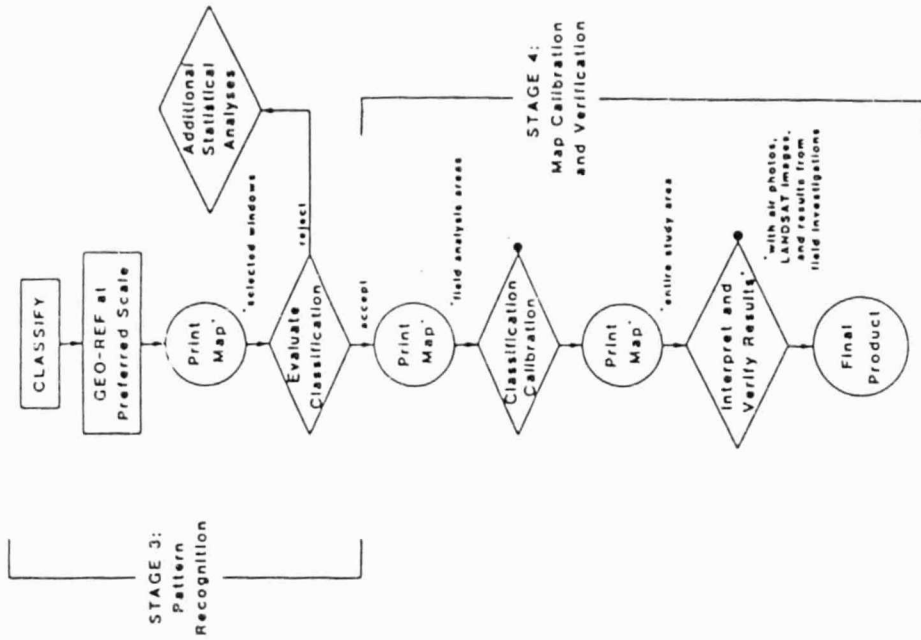 STAGE 3:
Pattern
Recognition
CLASSIFY
GEO-REF at
Preferred Scale
Print
Map*
*selected windows
Evaluate
Classification
reject
Additional
Statistical
Analyses
accept
STAGE 4:
Map Calibration
and Verification
Print
Map*
*field analysis areas
Classification
Calibration
Print
Map*
*entire study area
Interpret and
Verify Results*
*with air photos,
LANDSAT images,
and results from
field investigations
Final
Product